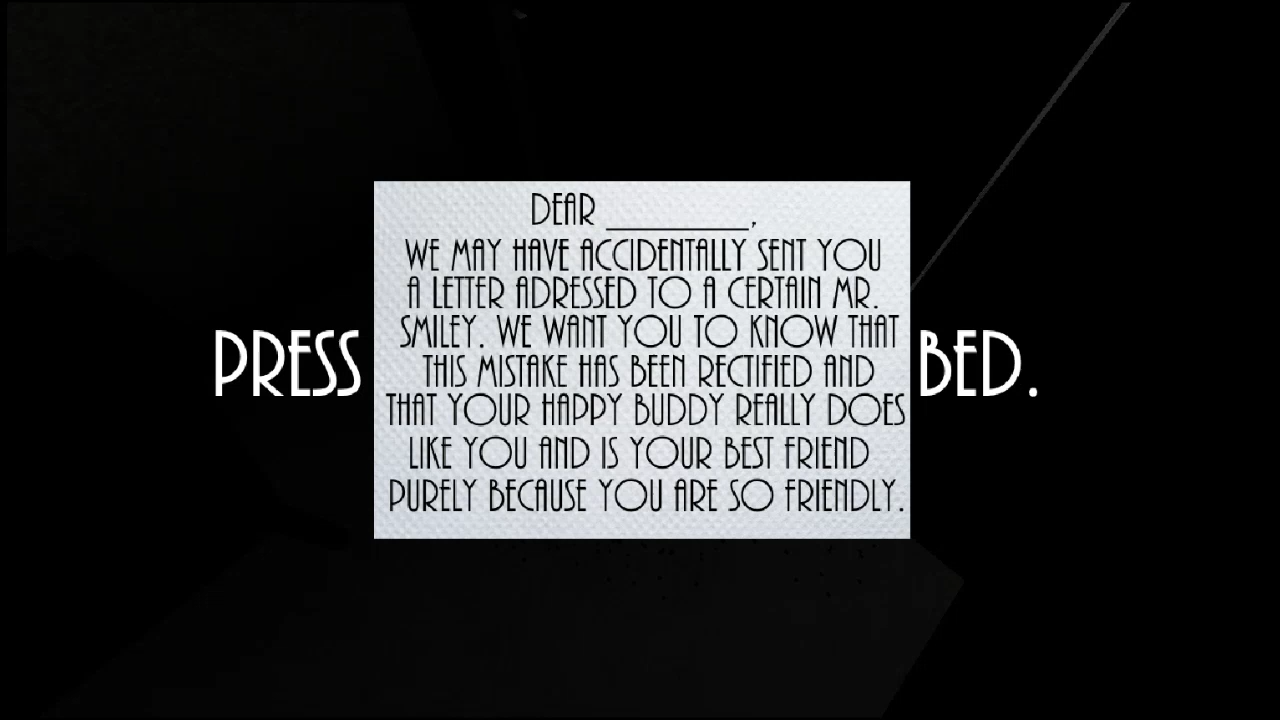 DEAR __________,
WE MAY HAVE ACCIDENTALLY SENT YOU
A LETTER ADRESSED TO A CERTAIN MR.
SMILEY. WE WANT YOU TO KNOW THAT
THIS MISTAKE HAS BEEN RECTIFIED AND
THAT YOUR HAPPY BUDDY REALLY DOES
LIKE YOU AND IS YOUR BEST FRIEND
PURELY BECAUSE YOU ARE SO FRIENDLY.
PRESS BED.